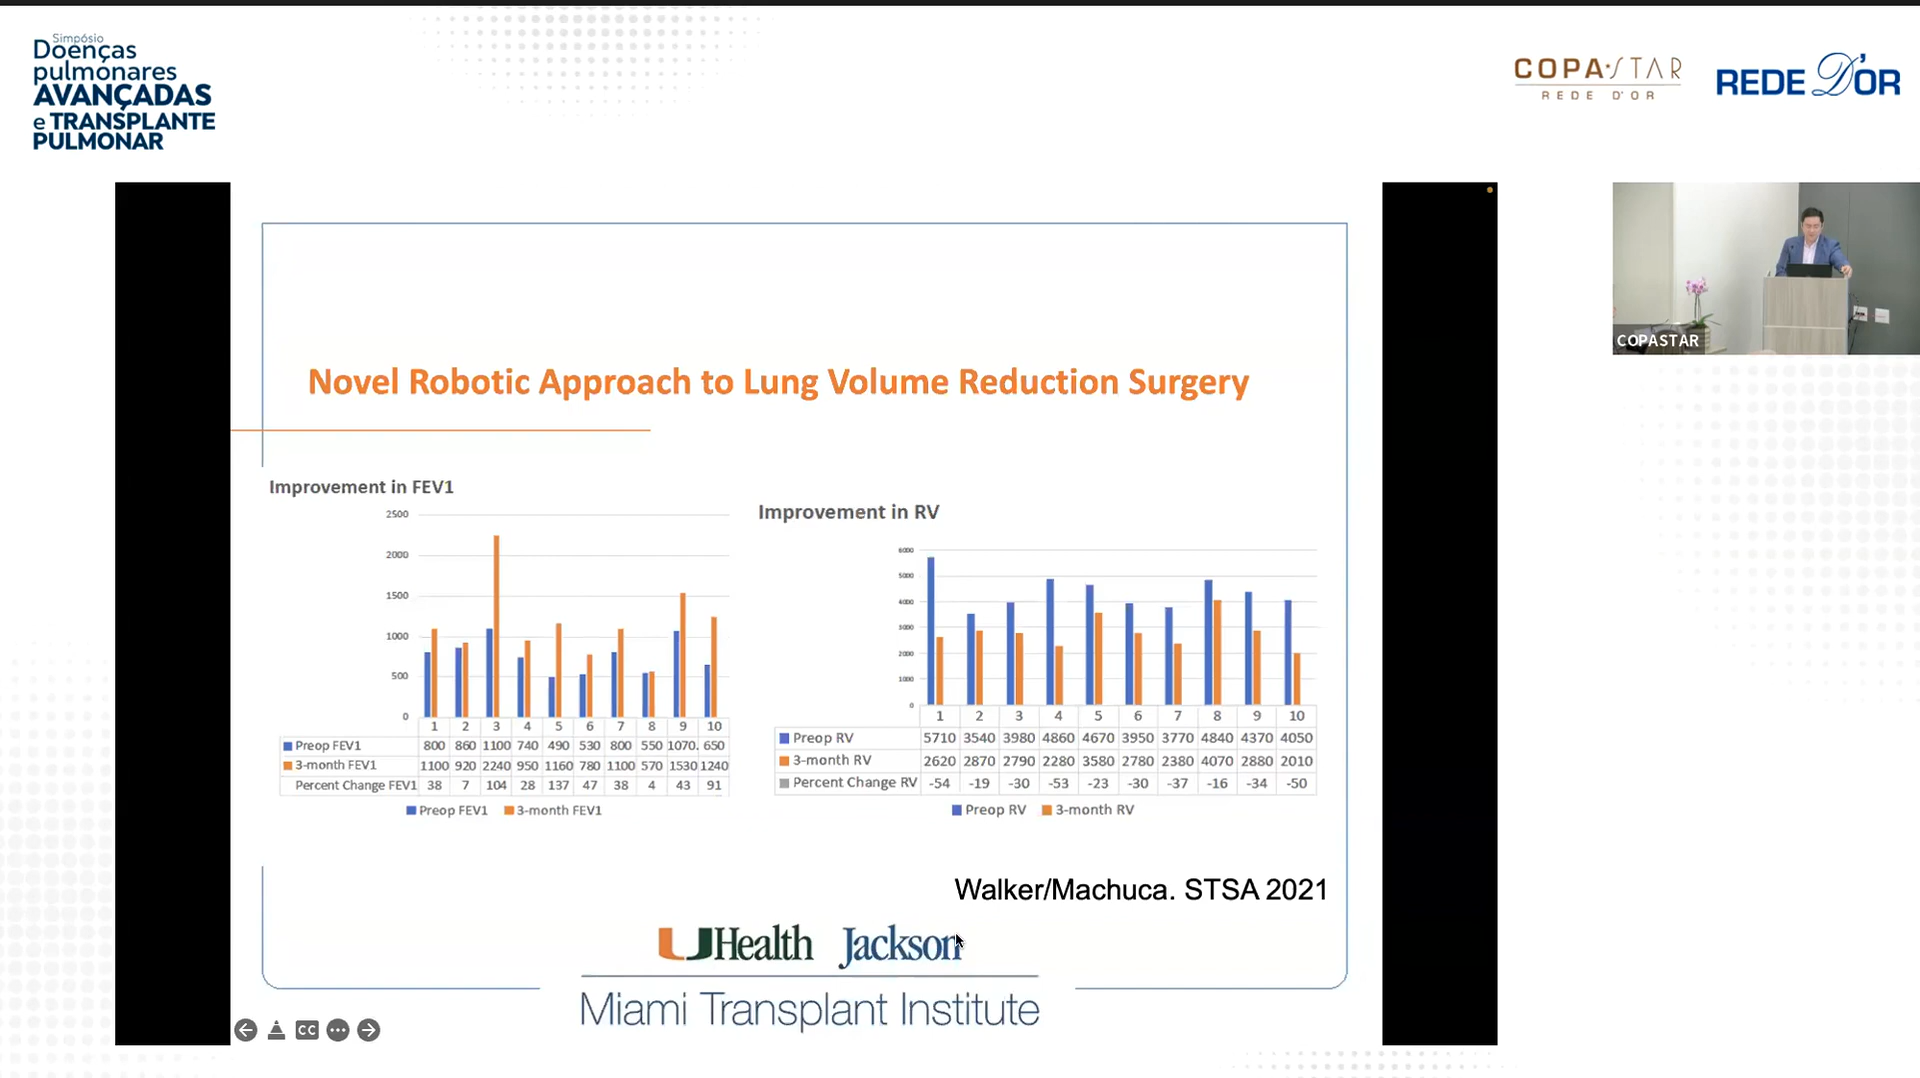 Simpósio
Doenças
pulmonares
AVANÇADAS
e TRANSPLANTE
PULMONAR
COPA STAR
REDE D'OR
REDE D'OR
COPASTAR
Novel Robotic Approach to Lung Volume Reduction Surgery
Improvement in FEV1
2500
2000
1500
1000
500
0
1 2 3 4 5 6 7 8 9 10
Preop FEV1 800 860 1100 740 490 530 800 550 1070. 650
3-month FEV1 1100 920 2240 950 1160 780 1100 570 1530 1240
Percent Change FEV1 38 7 104 28 137 47 38 4 43 91
Preop FEV1 3-month FEV1
Improvement in RV
6000
5000
4000
3000
2000
1000
0
1 2 3 4 5 6 7 8 9 10
Preop RV 5710 3540 3980 4860 4670 3950 3770 4840 4370 4050
3-month RV 2620 2870 2790 2280 3580 2780 2380 4070 2880 2010
Percent Change RV -54 -19 -30 -53 -23 -30 -37 -16 -34 -50
Preop RV 3-month RV
Walker/Machuca. STSA 2021
UHealth Jackson
Miami Transplant Institute
CC